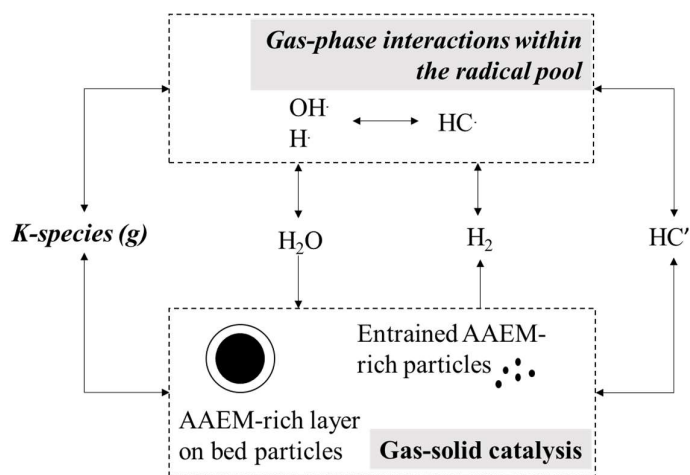 Gas-phase interactions within
the radical pool
OH·
H·
HC·
K-species (g)
H₂O
H₂
HC'
Entrained AAEM-
rich particles
AAEM-rich layer
on bed particles
Gas-solid catalysis